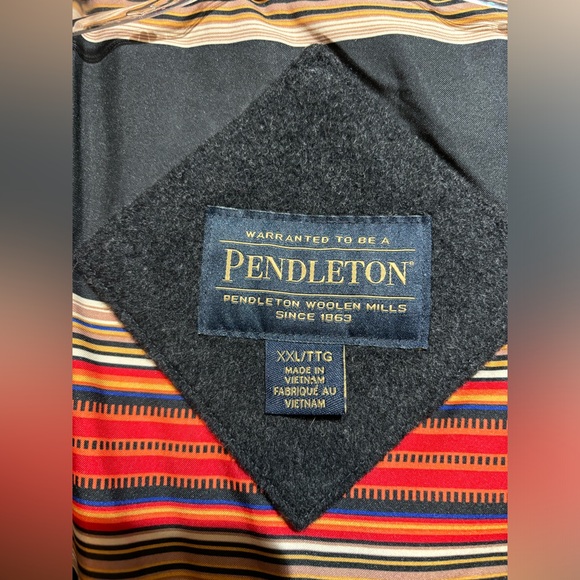 WARRANTED TO BE A
PENDLETON®
PENDLETON WOOLEN MILLS
SINCE 1863
XXL/TTG
MADE IN
VIETNAM
FABRIQUÉ AU
VIETNAM